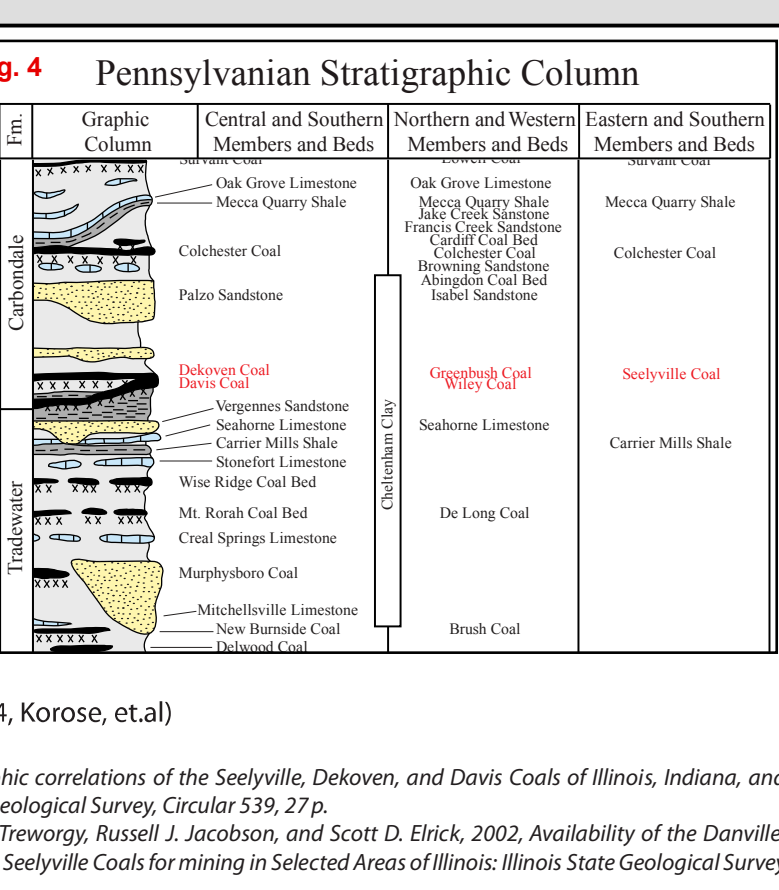 g. 4
Pennsylvanian Stratigraphic Column
Fm.
Graphic
Column
Central and Southern
Members and Beds
Northern and Western
Members and Beds
Eastern and Southern
Members and Beds
Carbondale
Tradewater
Survant Coal
Oak Grove Limestone
Mecca Quarry Shale
Colchester Coal
Palzo Sandstone
Dekoven Coal
Davis Coal
Vergennes Sandstone
Seahorne Limestone
Carrier Mills Shale
Stonefort Limestone
Wise Ridge Coal Bed
Mt. Rorah Coal Bed
Creal Springs Limestone
Murphysboro Coal
Mitchellsville Limestone
New Burnside Coal
Delwood Coal
Cheltenham Clay
Lowell Coal
Oak Grove Limestone
Mecca Quarry Shale
Jake Creek Sanstone
Francis Creek Sandstone
Cardiff Coal Bed
Colchester Coal
Browning Sandstone
Abingdon Coal Bed
Isabel Sandstone
Greenbush Coal
Wiley Coal
Seahorne Limestone
De Long Coal
Brush Coal
Survant Coal
Mecca Quarry Shale
Colchester Coal
Seelyville Coal
Carrier Mills Shale
4, Korose, et.al)
phic correlations of the Seelyville, Dekoven, and Davis Coals of Illinois, Indiana, and
eological Survey, Circular 539, 27 p.
Treworgy, Russell J. Jacobson, and Scott D. Elrick, 2002, Availability of the Danville
Seelyville Coals for mining in Selected Areas of Illinois: Illinois State Geological Survey